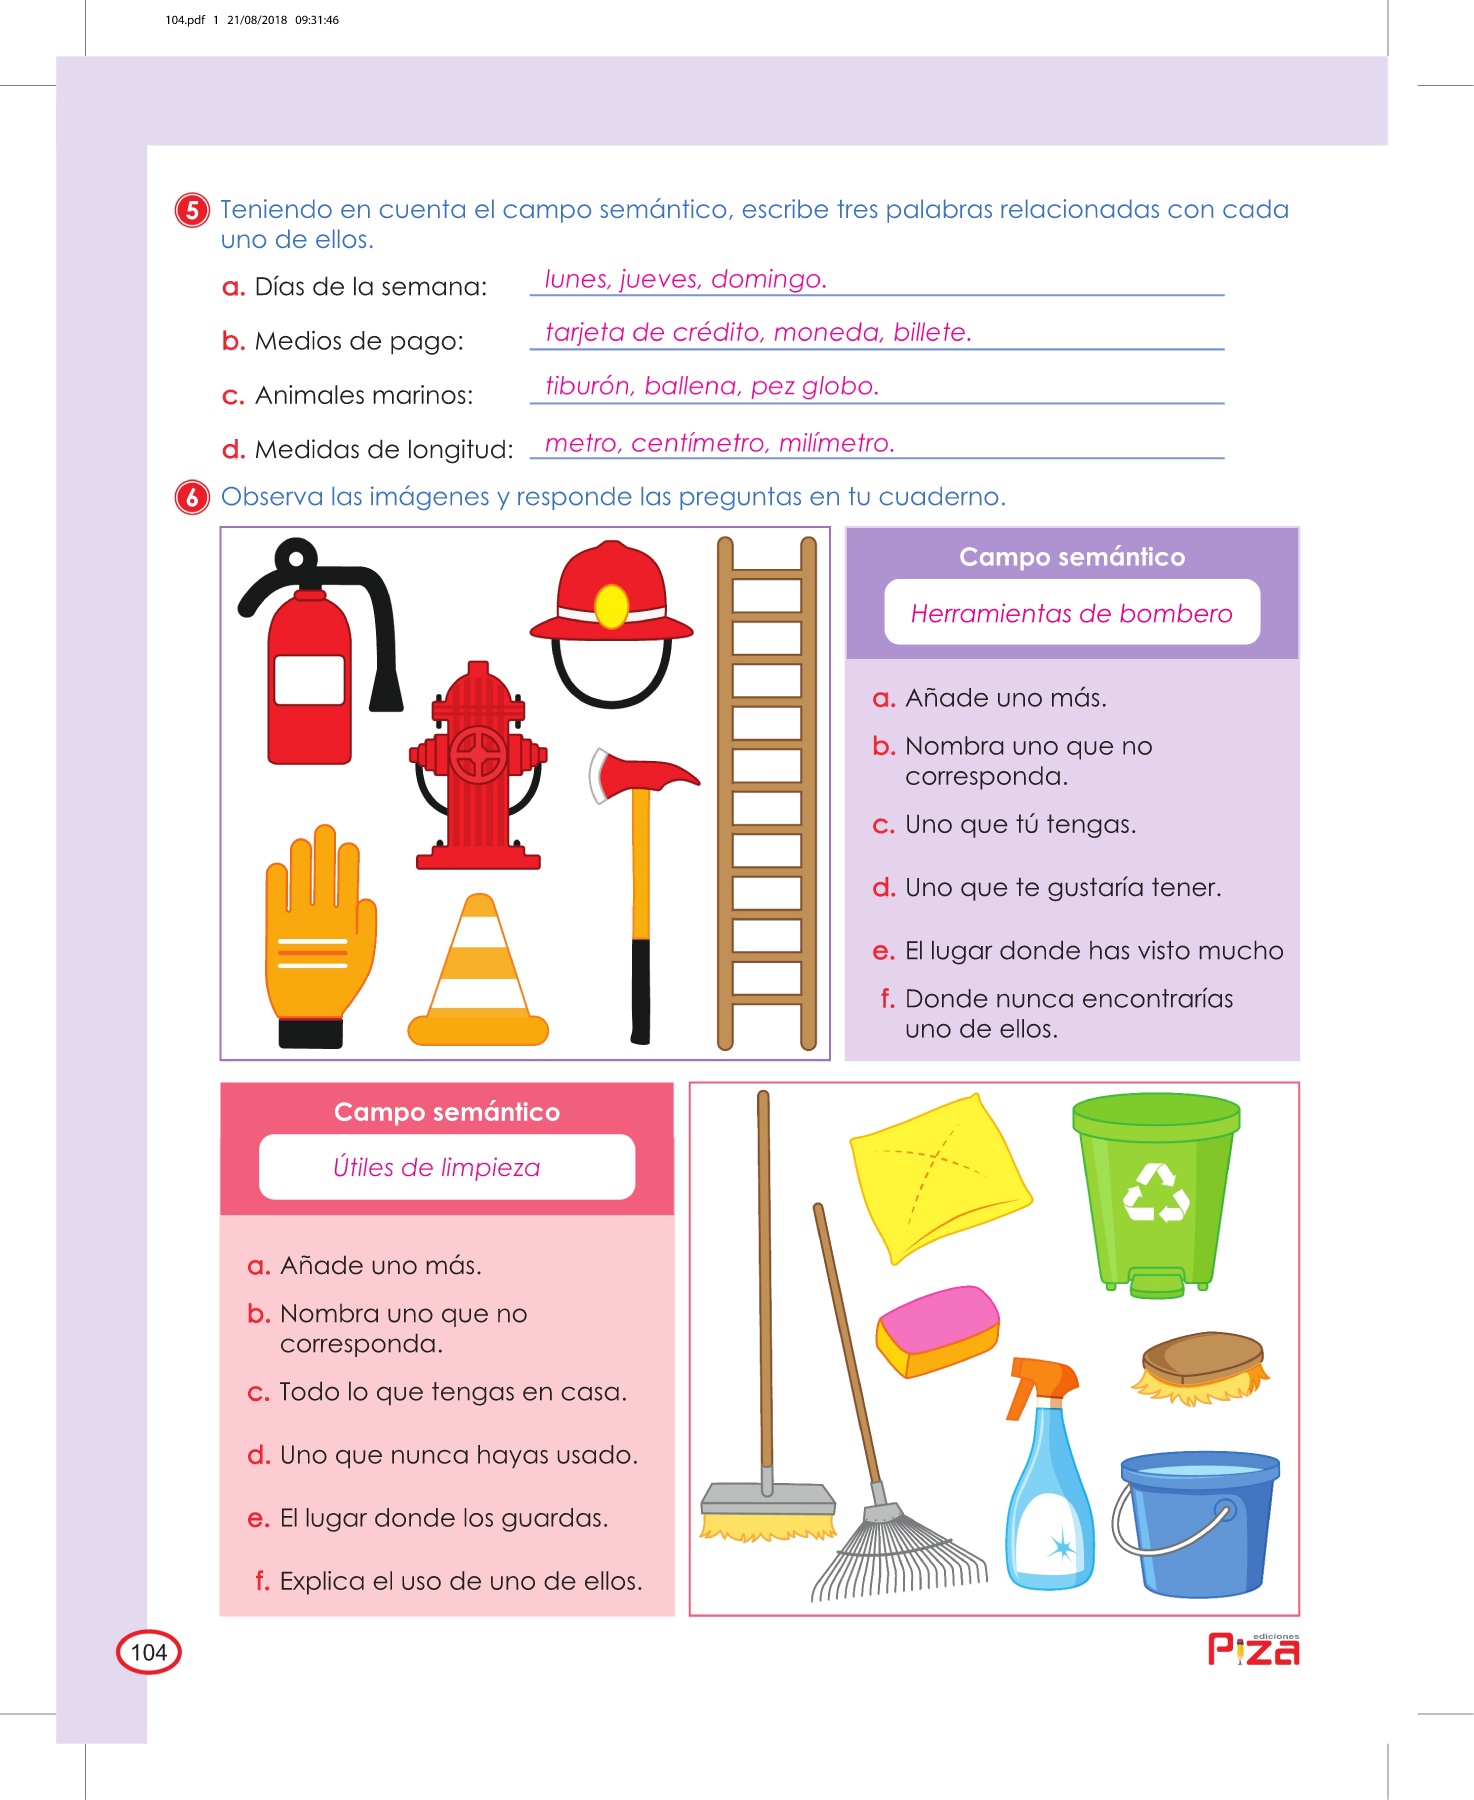 104.pdf 1 21/08/2018 09:31:46
5 Teniendo en cuenta el campo semántico, escribe tres palabras relacionadas con cada
uno de ellos.
a. Días de la semana: lunes, jueves, domingo.
b. Medios de pago: tarjeta de crédito, moneda, billete.
c. Animales marinos: tiburón, ballena, pez globo.
d. Medidas de longitud: metro, centímetro, milímetro.
6 Observa las imágenes y responde las preguntas en tu cuaderno.
Campo semántico
Herramientas de bombero
a. Añade uno más.
b. Nombra uno que no
corresponda.
c. Uno que tú tengas.
d. Uno que te gustaría tener.
e. El lugar donde has visto mucho
f. Donde nunca encontrarías
uno de ellos.
Campo semántico
Útiles de limpieza
a. Añade uno más.
b. Nombra uno que no
corresponda.
c. Todo lo que tengas en casa.
d. Uno que nunca hayas usado.
e. El lugar donde los guardas.
f. Explica el uso de uno de ellos.
104
ediciones
Piza